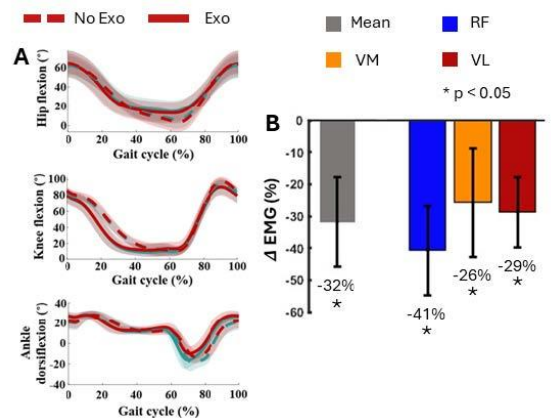 No Exo Exo
Mean RF
VM VL
* p < 0.05
A
Hip flexion (°)
60
40
20
0
0 20 40 60 80 100
Gait cycle (%)
Knee flexion (°)
100
80
60
40
20
0
0 20 40 60 80 100
Gait cycle (%)
Ankle
dorsiflexion (°)
40
20
0
-20
-40
0 20 40 60 80 100
Gait cycle (%)
B
Δ EMG (%)
0
-10
-20
-30
-40
-50
-60
-32%
*
-41%
*
-26%
*
-29%
*